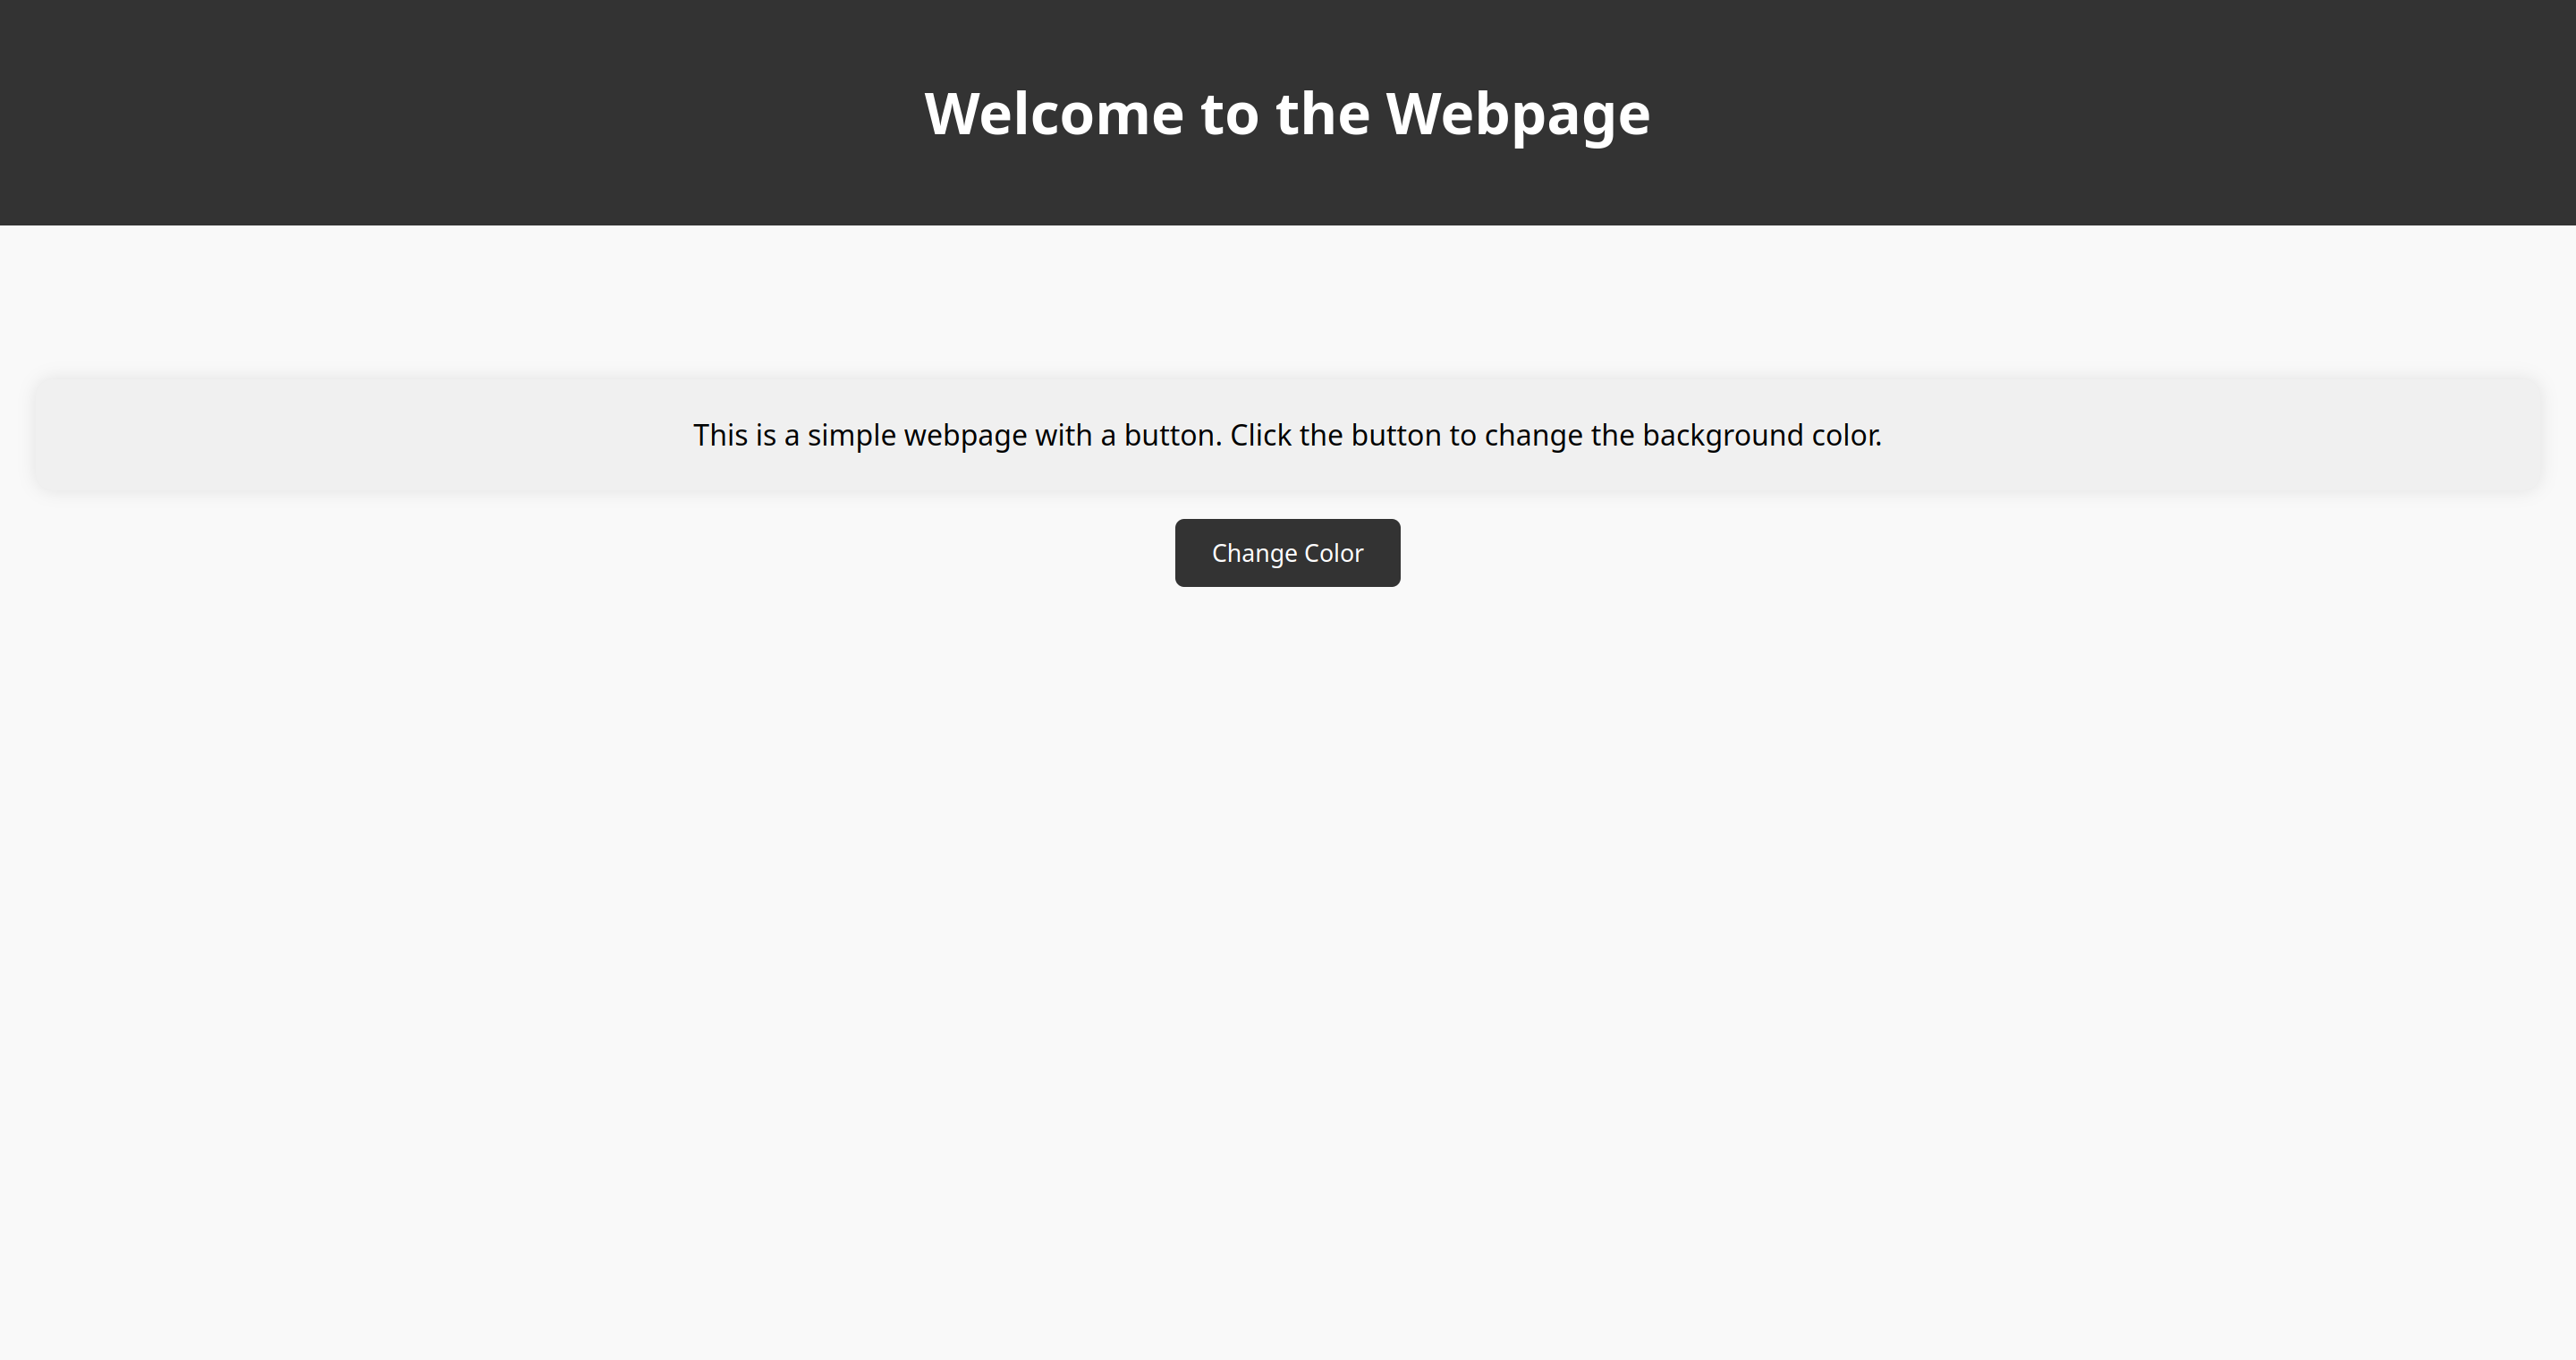 Welcome to the Webpage
This is a simple webpage with a button. Click the button to change the background color.
Change Color